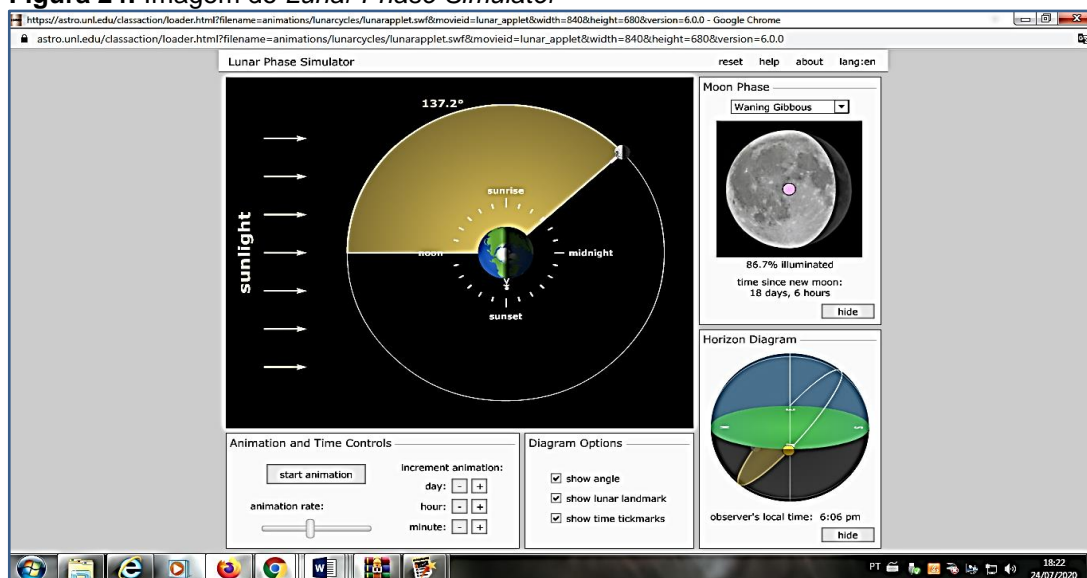 Figura 24: Imagem do Lunar Phase Simulator
https://astro.unl.edu/classaction/loader.html?filename=animations/lunarcycles/lunarapplet.swf&movieid=lunar_applet&width=840&height=680&version=6.0.0 - Google Chrome
astro.unl.edu/classaction/loader.html?filename=animations/lunarcycles/lunarapplet.swf&movieid=lunar_applet&width=840&height=680&version=6.0.0
Lunar Phase Simulator
reset help about lang:en
137.2°
sunlight
sunrise
noon
midnight
sunset
Moon Phase
Waning Gibbous
86.7% illuminated
time since new moon:
18 days, 6 hours
hide
Horizon Diagram
observer's local time: 6:06 pm
hide
Animation and Time Controls
start animation
increment animation:
day: - +
animation rate:
hour: - +
minute: - +
Diagram Options
show angle
show lunar landmark
show time tickmarks
PT
18:22
24/07/2020